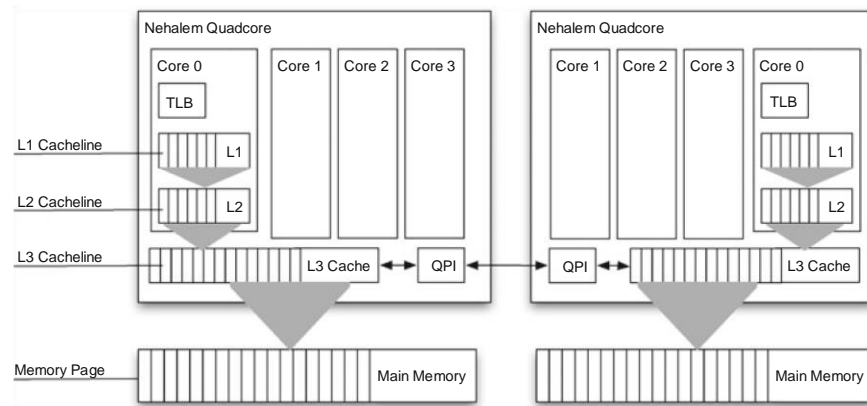 Nehalem Quadcore
Nehalem Quadcore
Core 0
Core 1
Core 2
Core 3
Core 1
Core 2
Core 3
Core 0
TLB
TLB
L1 Cacheline
L1
L1
L2 Cacheline
L2
L2
L3 Cacheline
L3 Cache
QPI
QPI
L3 Cache
Memory Page
Main Memory
Main Memory